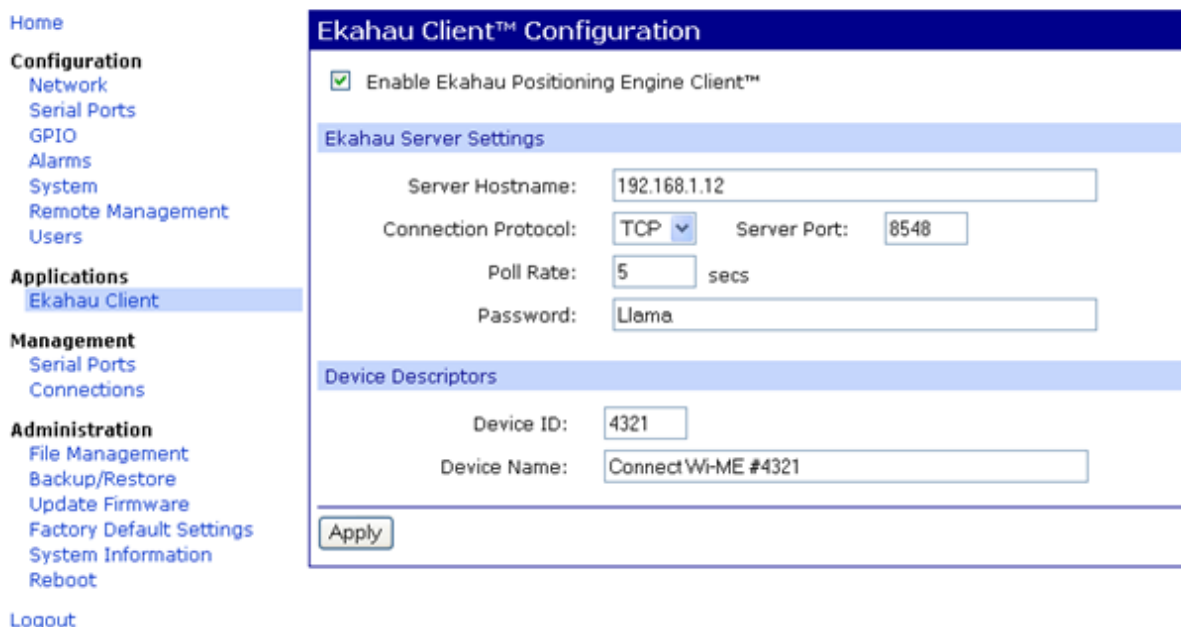 Home
Configuration
Network
Serial Ports
GPIO
Alarms
System
Remote Management
Users
Applications
Ekahau Client
Management
Serial Ports
Connections
Administration
File Management
Backup/Restore
Update Firmware
Factory Default Settings
System Information
Reboot
Logout
Ekahau Client™ Configuration
Enable Ekahau Positioning Engine Client™
Ekahau Server Settings
Server Hostname: 192.168.1.12
Connection Protocol: TCP Server Port: 8548
Poll Rate: 5 secs
Password: Llama
Device Descriptors
Device ID: 4321
Device Name: Connect Wi-ME #4321
Apply